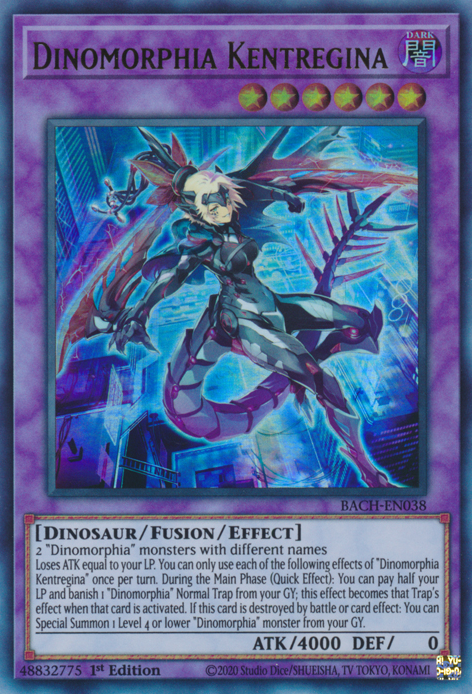 DINOMORPHIA KENTREGINA
DARK
闇
BACH-EN038
[DINOSAUR/FUSION/EFFECT]
2 "Dinomorphia" monsters with different names
Loses ATK equal to your LP. You can only use each of the following effects of "Dinomorphia
Kentregina" once per turn. During the Main Phase (Quick Effect): You can pay half your
LP and banish 1 "Dinomorphia" Normal Trap from your GY; this effect becomes that Trap's
effect when that card is activated. If this card is destroyed by battle or card effect: You can
Special Summon 1 Level 4 or lower "Dinomorphia" monster from your GY.
ATK/4000 DEF/ 0
48832775 1st Edition ©2020 Studio Dice/SHUEISHA, TV TOKYO, KONAMI